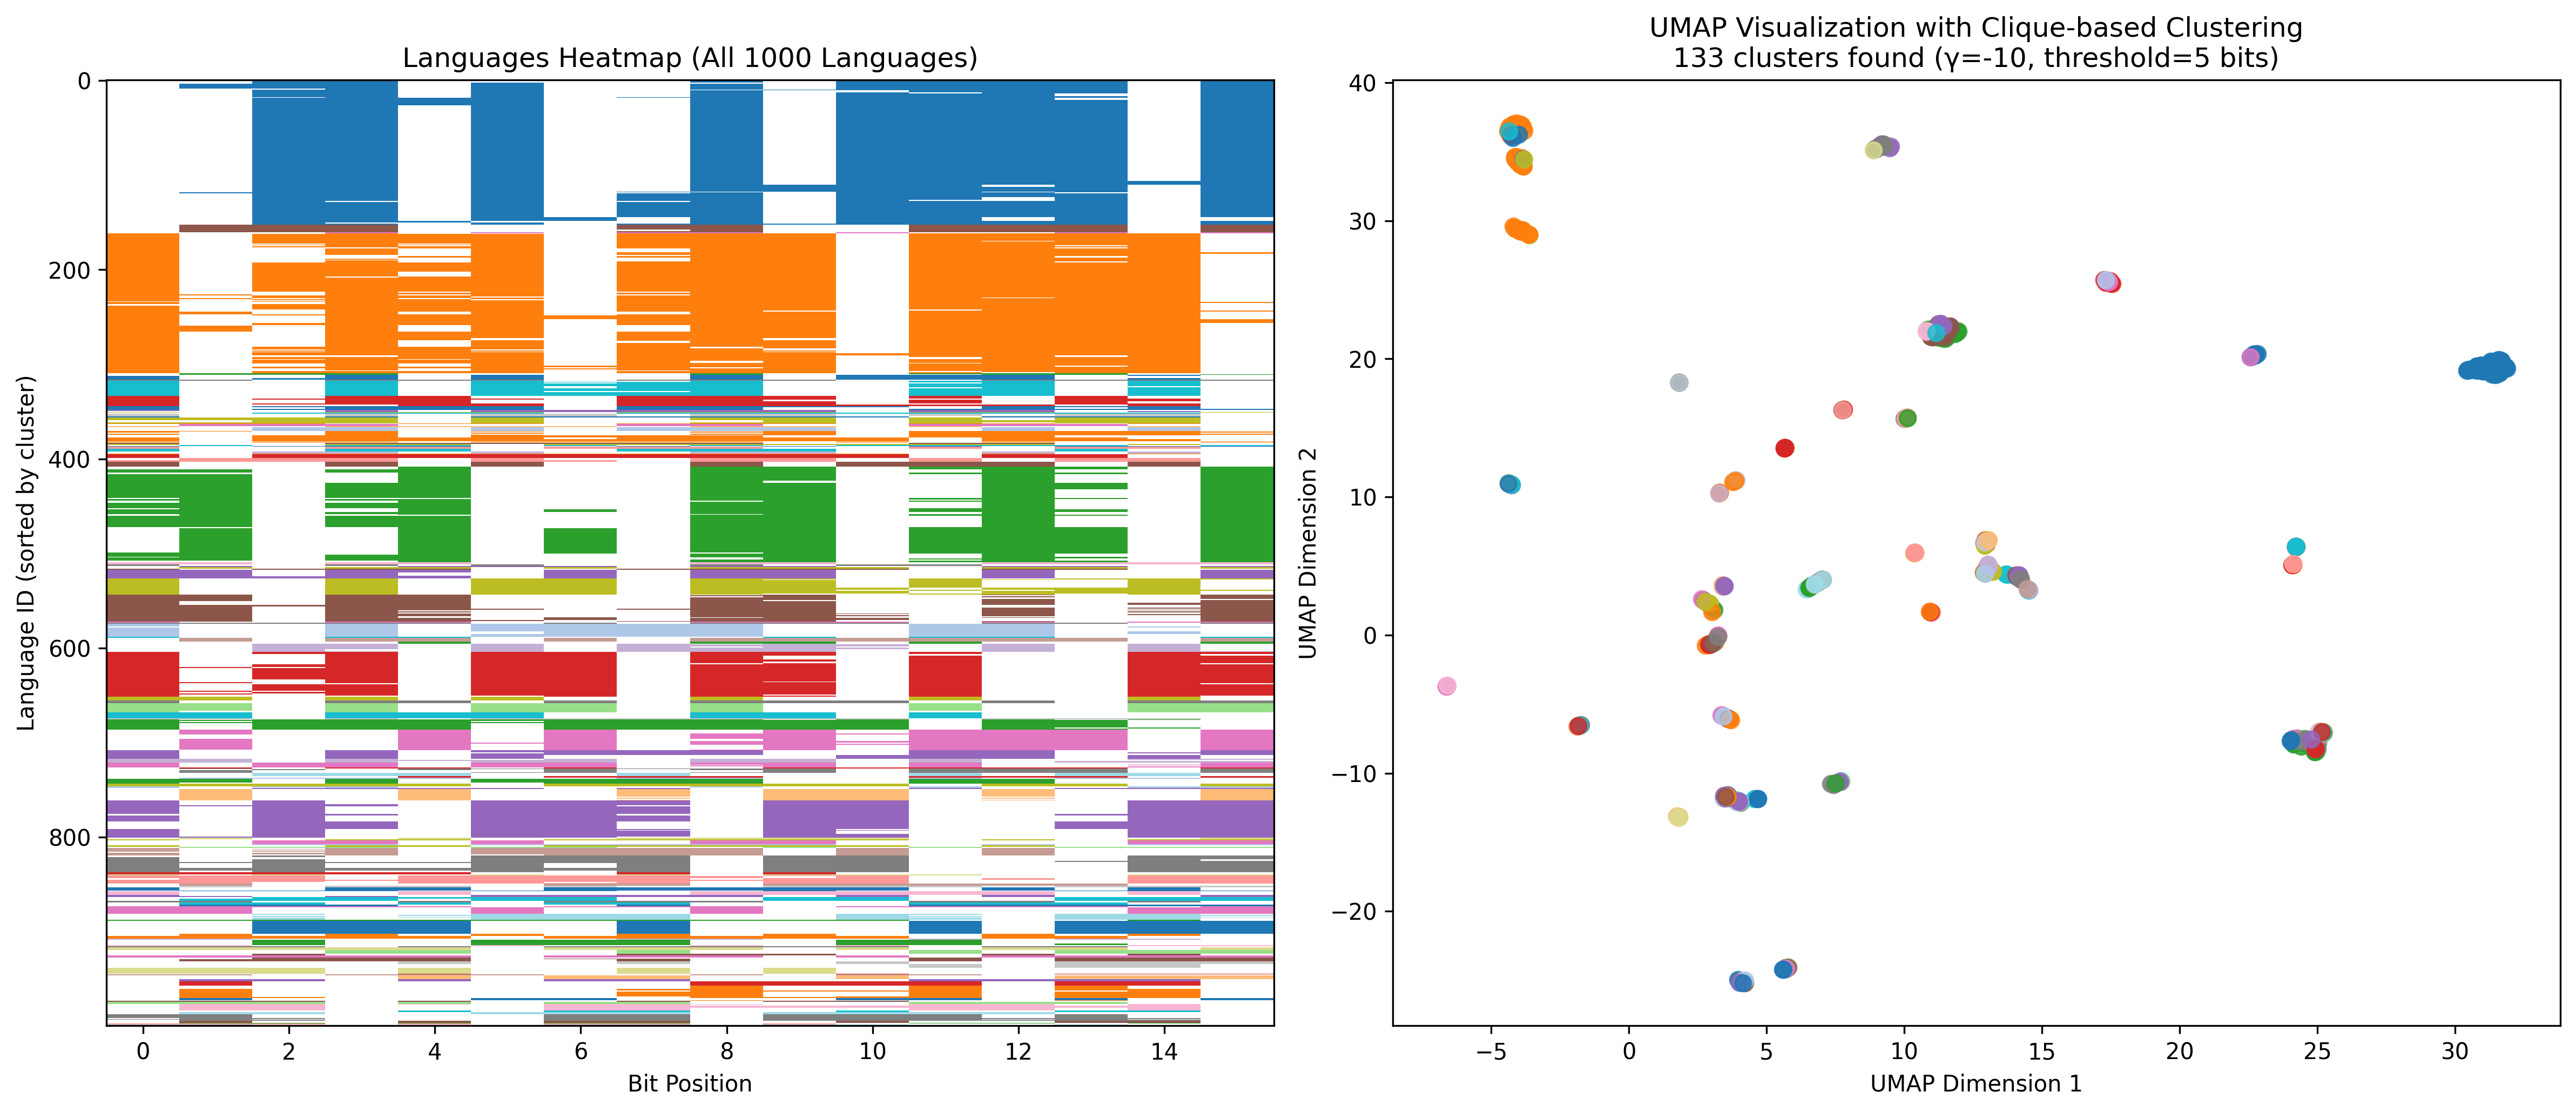 Languages Heatmap (All 1000 Languages)
0
200
400
600
800
Language ID (sorted by cluster)
0 2 4 6 8 10 12 14
Bit Position
UMAP Visualization with Clique-based Clustering
133 clusters found (γ=-10, threshold=5 bits)
40
30
20
10
0
−10
−20
UMAP Dimension 2
−5 0 5 10 15 20 25 30
UMAP Dimension 1